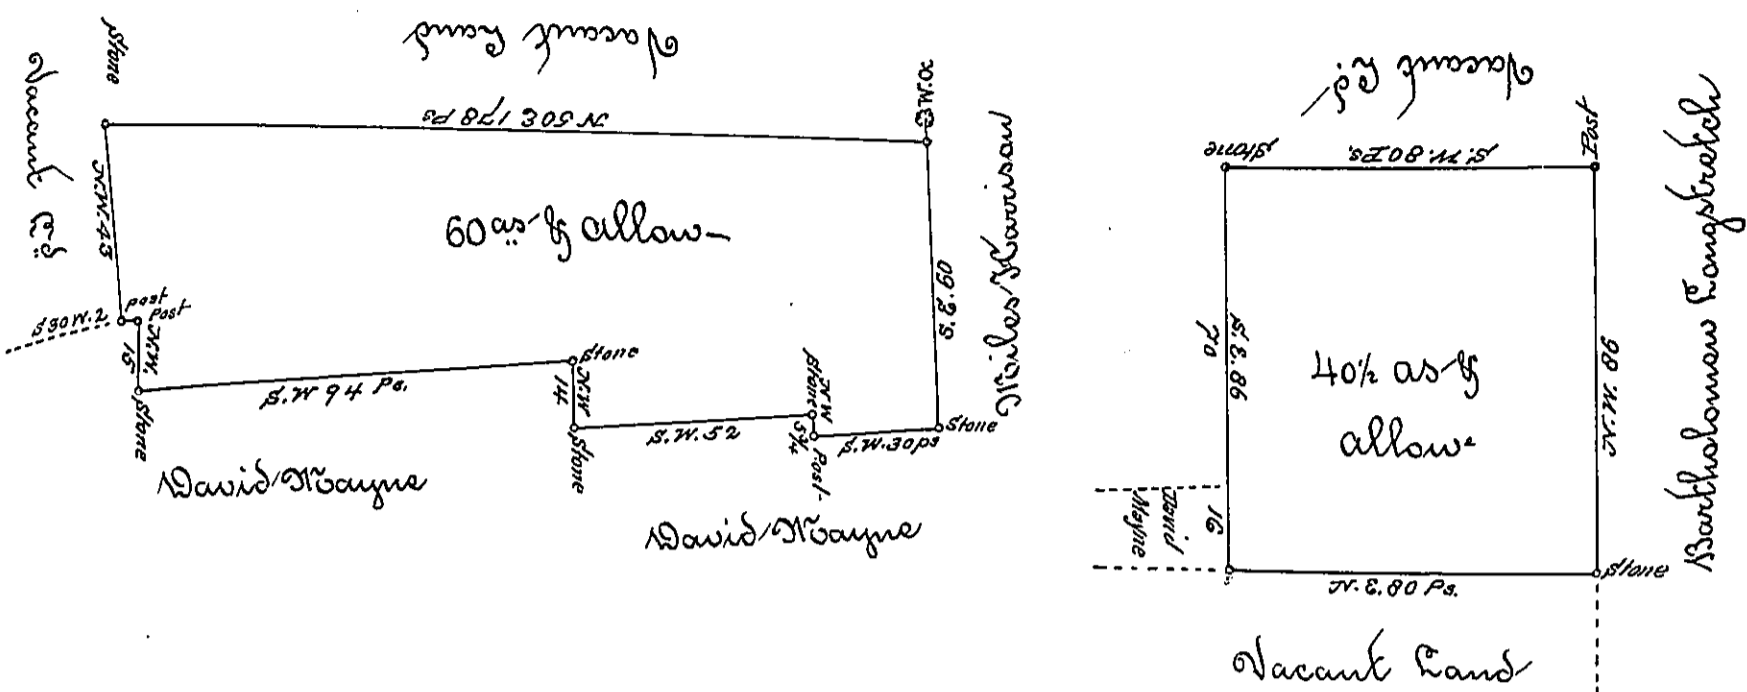 Vacant Land
Stone
Vacant Ld
N50E 178 Ps
W.O.
N.W.43
60 as & allow-
S.E.60
Miles Harrison
S30W.2
Post
Post
N.W. 15
Stone
S.W 94 Ps.
Stone
N.W 14
Stone
S.W.52
Stone
N W 5¼
Post
S.W.30ps
Stone
David Mayne
David Mayne
Vacant Ld.
Stone
S.W. 80 Ps.
Post
Bartholomew Longstretch
S.E. 86
70
40½ as &
allow-
N.W. 86
David
Mayne
16
N.E. 80 Ps.
Stone
Vacant Land